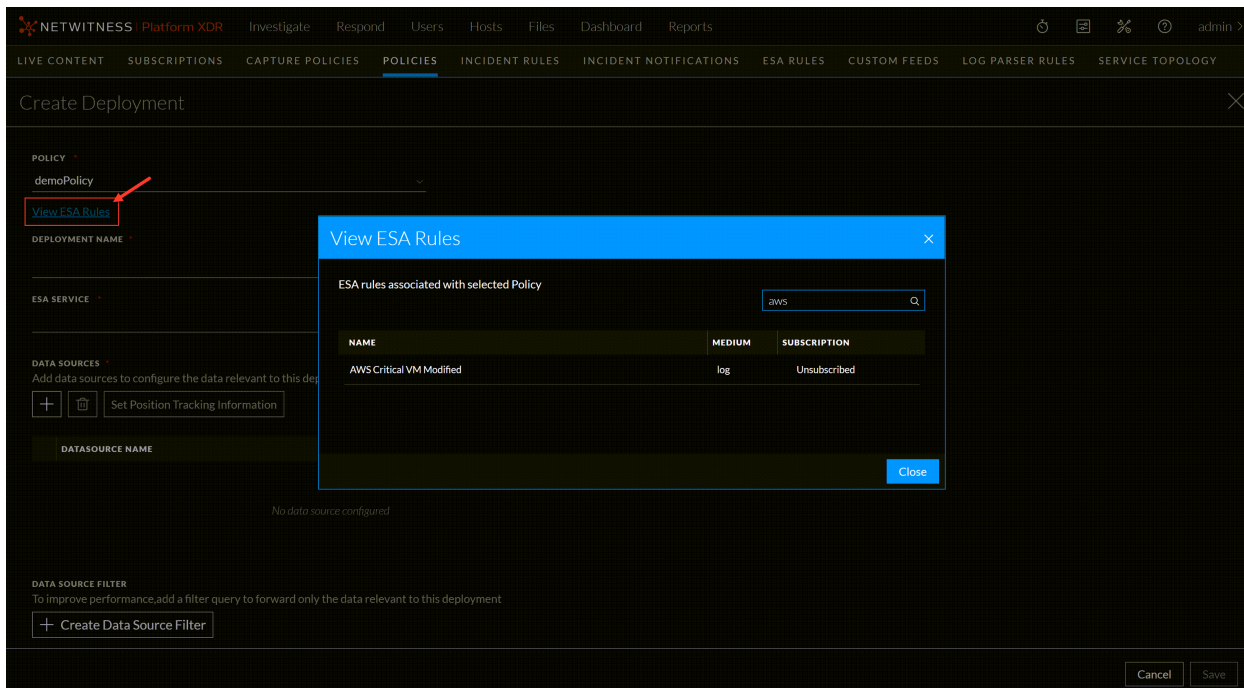 NETWITNESS Platform XDR Investigate Respond Users Hosts Files Dashboard Reports admin
LIVE CONTENT SUBSCRIPTIONS CAPTURE POLICIES POLICIES INCIDENT RULES INCIDENT NOTIFICATIONS ESA RULES CUSTOM FEEDS LOG PARSER RULES SERVICE TOPOLOGY
Create Deployment
POLICY *
demoPolicy
View ESA Rules
DEPLOYMENT NAME *
ESA SERVICE *
DATA SOURCES *
Add data sources to configure the data relevant to this dep
Set Position Tracking Information
DATASOURCE NAME
No data source configured
DATA SOURCE FILTER
To improve performance,add a filter query to forward only the data relevant to this deployment
+ Create Data Source Filter
View ESA Rules
ESA rules associated with selected Policy
aws
NAME MEDIUM SUBSCRIPTION
AWS Critical VM Modified log Unsubscribed
Close
Cancel Save